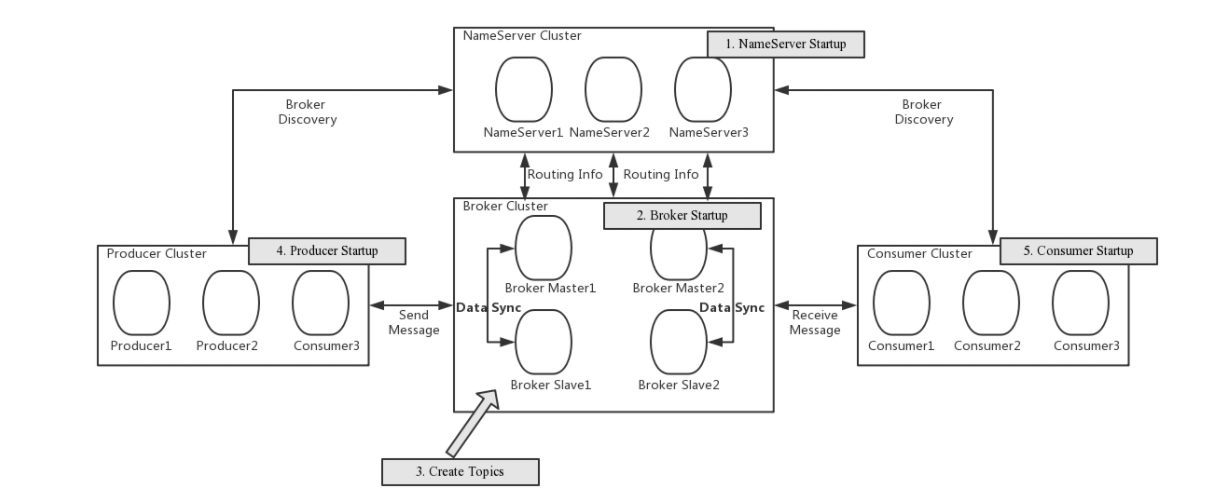 NameServer Cluster
1. NameServer Startup
NameServer1 NameServer2 NameServer3
Broker
Discovery
Broker
Discovery
Routing Info Routing Info
Broker Cluster
2. Broker Startup
Broker Master1 Broker Master2
Data Sync Data Sync
Broker Slave1 Broker Slave2
Producer Cluster
4. Producer Startup
Producer1 Producer2 Consumer3
Send
Message
Receive
Message
Consumer Cluster
5. Consumer Startup
Consumer1 Consumer2 Consumer3
3. Create Topics